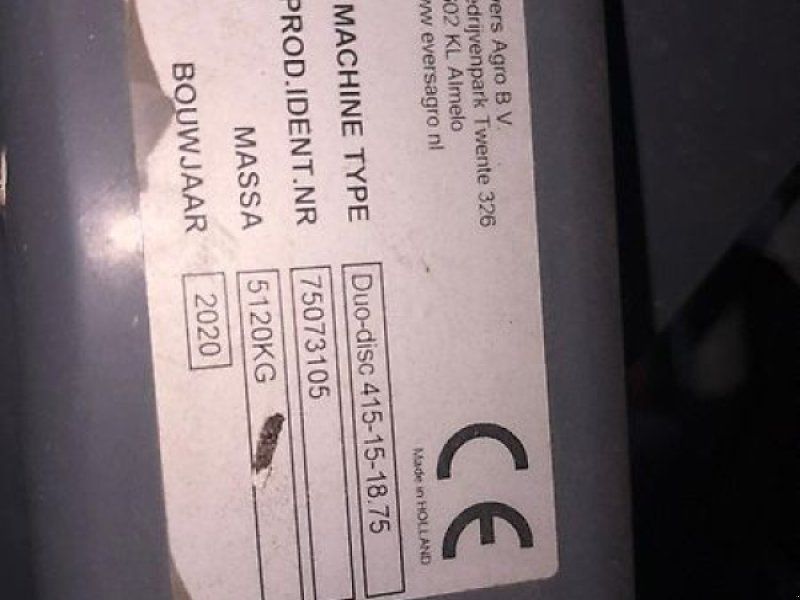 vers Agro B.V.
edrijvenpark Twente 326
602 KL Almelo
ww.eversagro.nl
CE
Made in HOLLAND
MACHINE TYPE Duo-disc 415-15-18.75
PROD.IDENT.NR 75073105
MASSA 5120KG
BOUWJAAR 2020